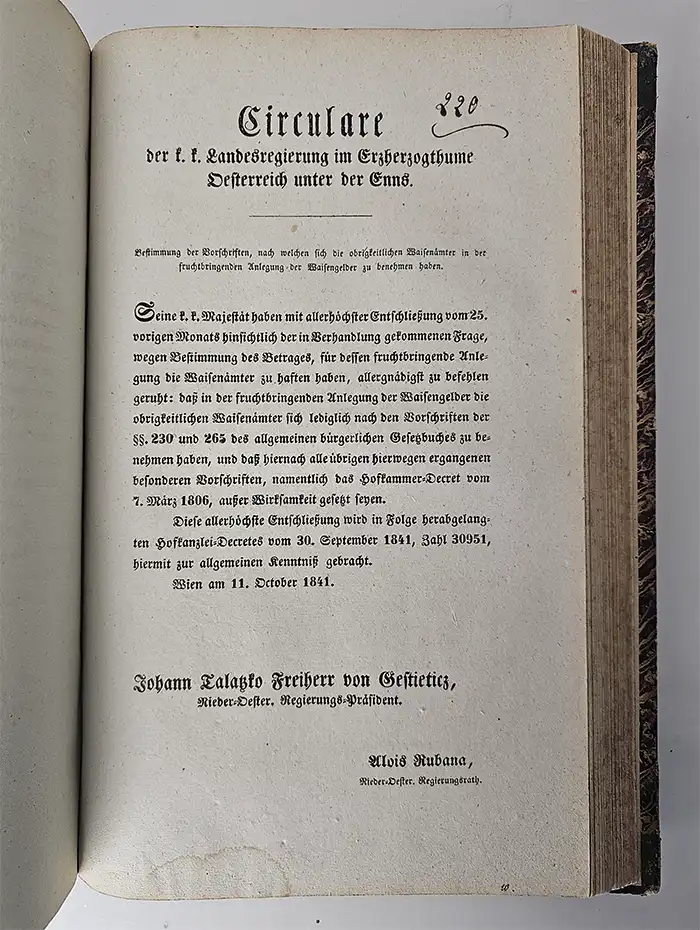 220
Circulare
der k. k. Landesregierung im Erzherzogthume
Oesterreich unter der Enns.
Bestimmung der Vorschriften, nach welchen sich die obrigkeitlichen Waisenämter in der
fruchtbringenden Anlegung der Waisengelder zu benehmen haben.
Seine k. k. Majestät haben mit allerhöchster Entschließung vom 25.
vorigen Monats hinsichtlich der in Verhandlung gekommenen Frage,
wegen Bestimmung des Betrages, für dessen fruchtbringende Anle-
gung die Waisenämter zu haften haben, allergnädigst zu befehlen
geruht: daß in der fruchtbringenden Anlegung der Waisengelder die
obrigkeitlichen Waisenämter sich lediglich nach den Vorschriften der
§§. 230 und 265 des allgemeinen bürgerlichen Gesetzbuches zu be-
nehmen haben, und daß hiernach alle übrigen hierwegen ergangenen
besonderen Vorschriften, namentlich das Hofkammer-Decret vom
7. März 1806, außer Wirksamkeit gesetzt seyen.
Diese allerhöchste Entschließung wird in Folge herabgelang-
ten Hofkanzlei-Decretes vom 30. September 1841, Zahl 30951,
hiermit zur allgemeinen Kenntniß gebracht.
Wien am 11. October 1841.
Johann Talatzko Freiherr von Gestieticz,
Nieder-Oester. Regierungs-Präsident.
Alois Rubana,
Nieder-Oester. Regierungsrath.